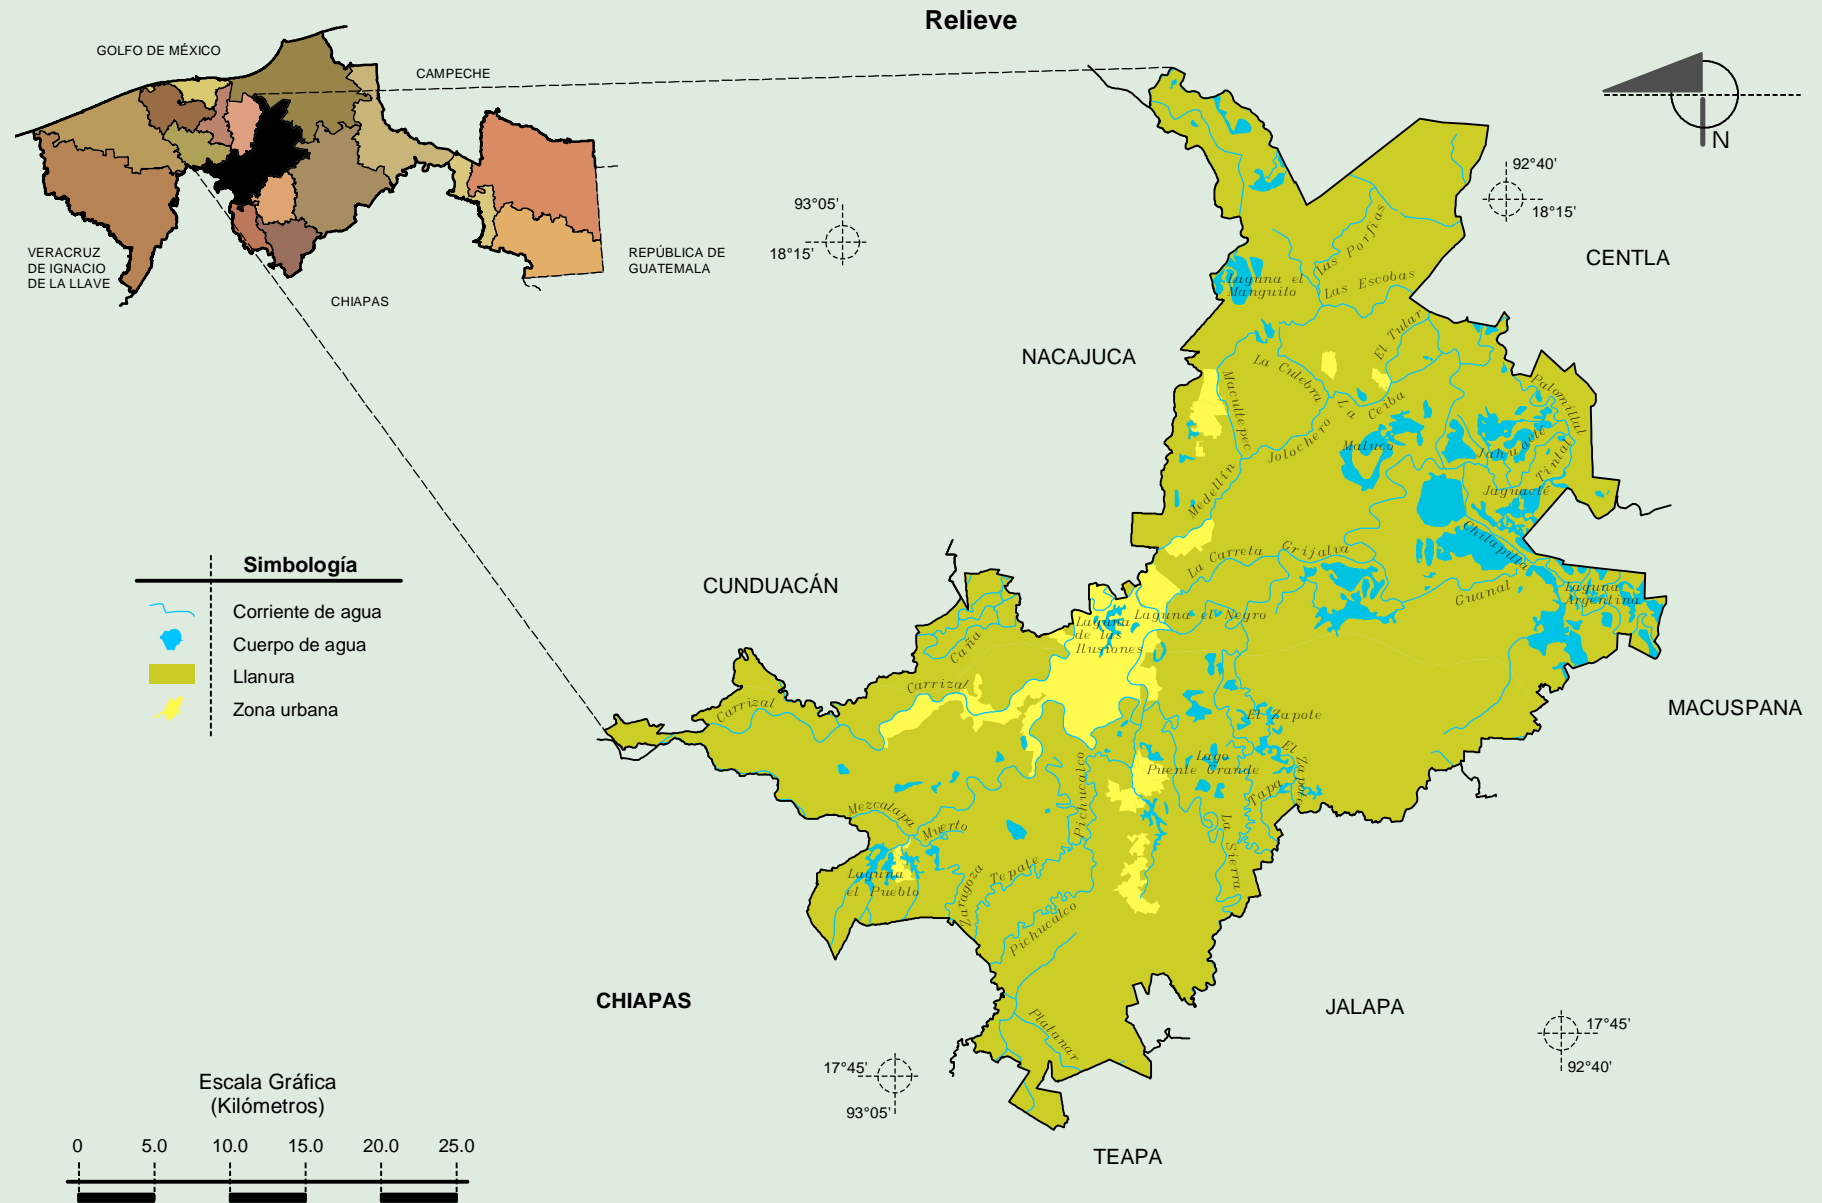 Relieve
GOLFO DE MÉXICO
CAMPECHE
VERACRUZ
DE IGNACIO
DE LA LLAVE
CHIAPAS
REPÚBLICA DE
GUATEMALA
N
93°05'
18°15'
92°40'
18°15'
CENTLA
NACAJUCA
CUNDUACÁN
MACUSPANA
JALAPA
TEAPA
CHIAPAS
Las Porfias
Las Escobas
Laguna el
Manguito
El Tular
La Culebra
La Ceiba
Macultepec
Jolochero
Medellín
Maluco
Palomillal
Jahuacté
Tintal
Jaguacté
Chilapilla
La Carreta
Grijalva
Guanal
Laguna
Argentina
Laguna el Negro
Laguna
de las
Ilusiones
Caña
Carrizal
Carrizal
El Zapote
El Zapote
Lago
Puente Grande
Tapa
La Sierra
Pichucalco
Mezcalapa
Muerto
Laguna
el Pueblo
Zaragoza
Tepate
Pichucalco
Platanar
Simbología
Corriente de agua
Cuerpo de agua
Llanura
Zona urbana
17°45'
93°05'
17°45'
92°40'
Escala Gráfica
(Kilómetros)
0 5.0 10.0 15.0 20.0 25.0